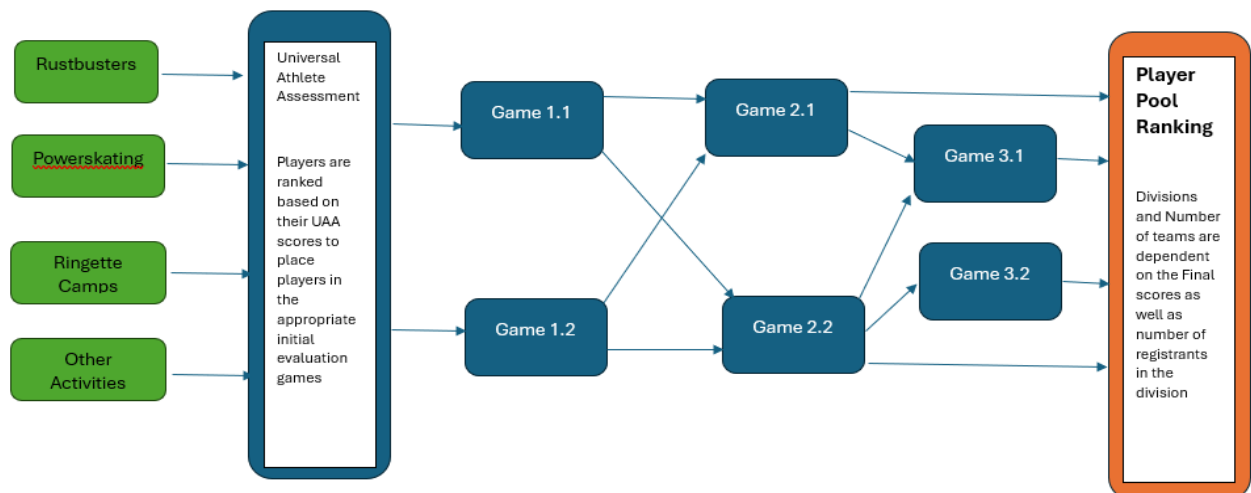 Rustbusters
Powerskating
Ringette
Camps
Other
Activities
Universal
Athlete
Assessment
Players are
ranked
based on
their UAA
scores to
place
players in
the
appropriate
initial
evaluation
games
Game 1.1
Game 1.2
Game 2.1
Game 2.2
Game 3.1
Game 3.2
Player
Pool
Ranking
Divisions
and Number
of teams are
dependent
on the Final
scores as
well as
number of
registrants
in the
division